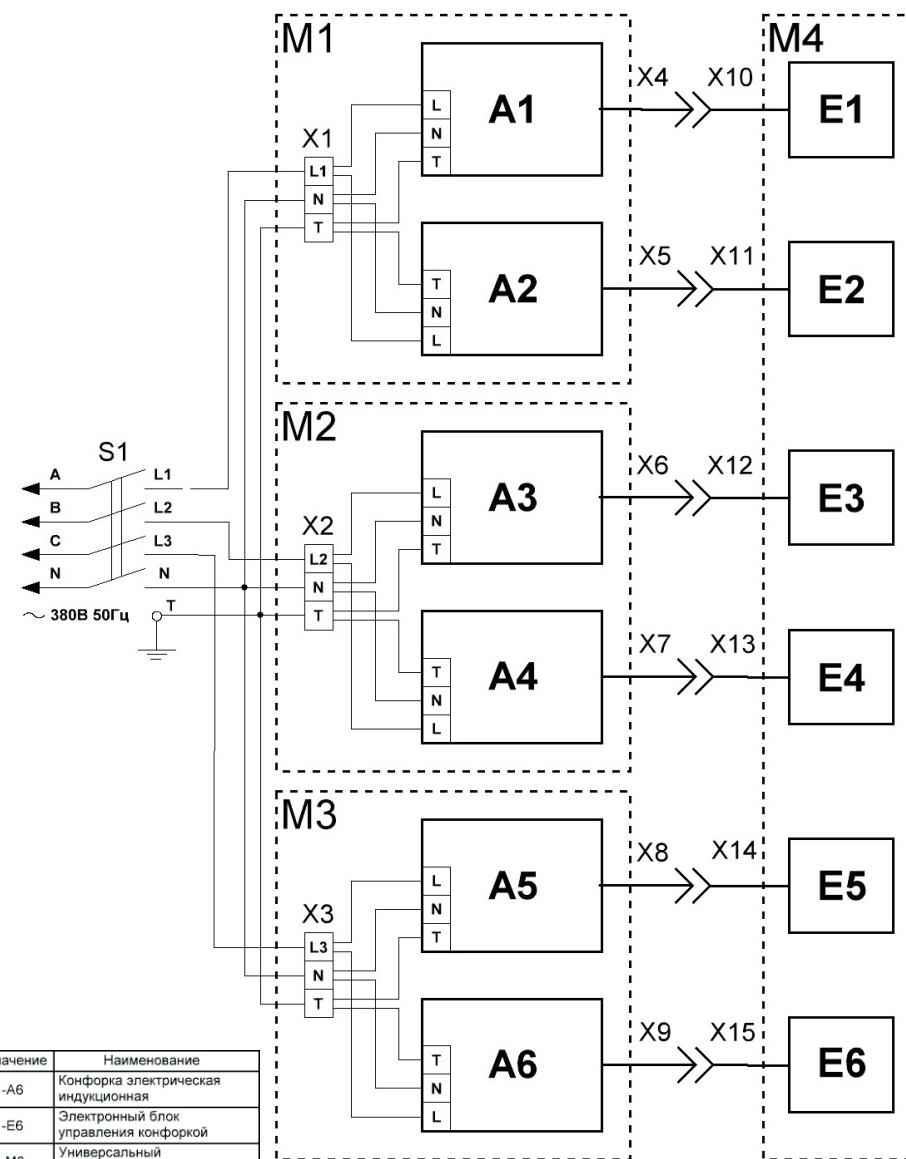 M1
M4
X4 X10
A1
E1
L
N
T
X1
L1
N
T
X5 X11
A2
E2
T
N
L
M2
S1
A L1
B L2
C L3
N N
T
~ 380В 50Гц
X6 X12
A3
E3
L
N
T
X2
L2
N
T
X7 X13
A4
E4
T
N
L
M3
X8 X14
A5
E5
L
N
T
X3
L3
N
T
X9 X15
A6
E6
T
N
L
Наименование
-А6 Конфорка электрическая
индукционная
-Е6 Электронный блок
управления конфоркой
Универсальный